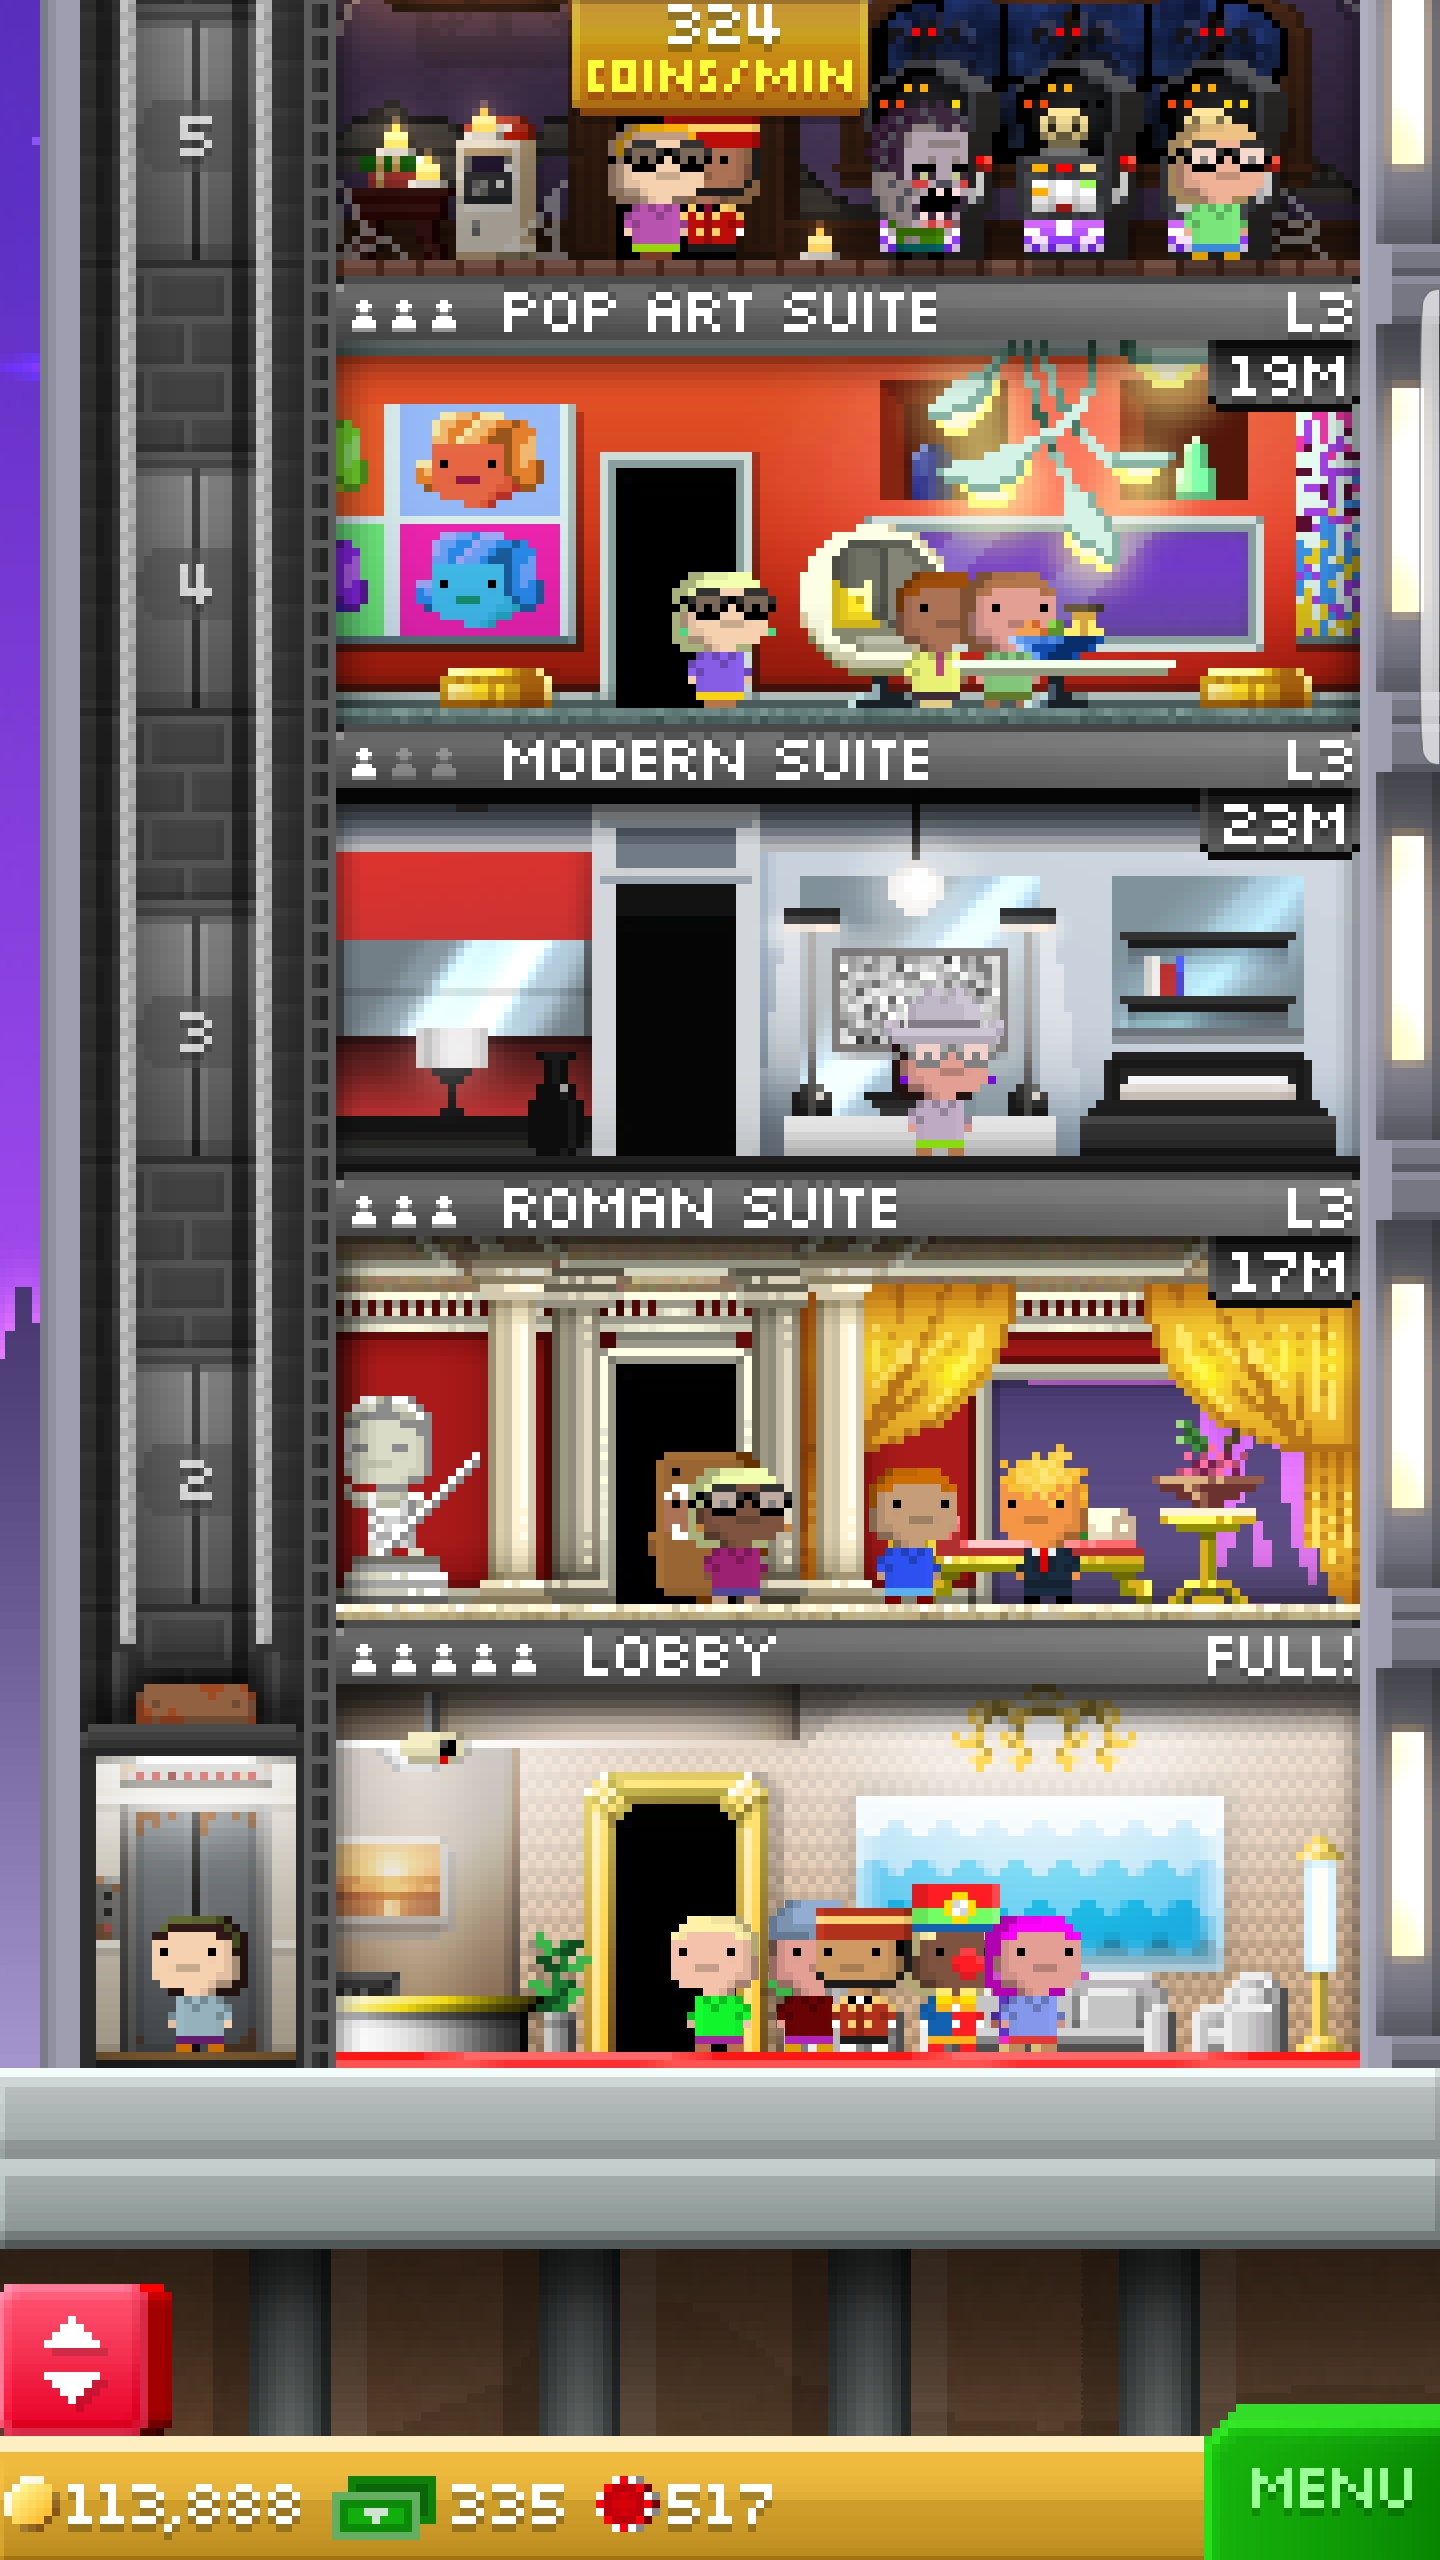 324
COINS/MIN
5
POP ART SUITE L3
19M
4
MODERN SUITE L3
23M
3
ROMAN SUITE L3
17M
2
LOBBY FULL!
113,888 335 517
MENU